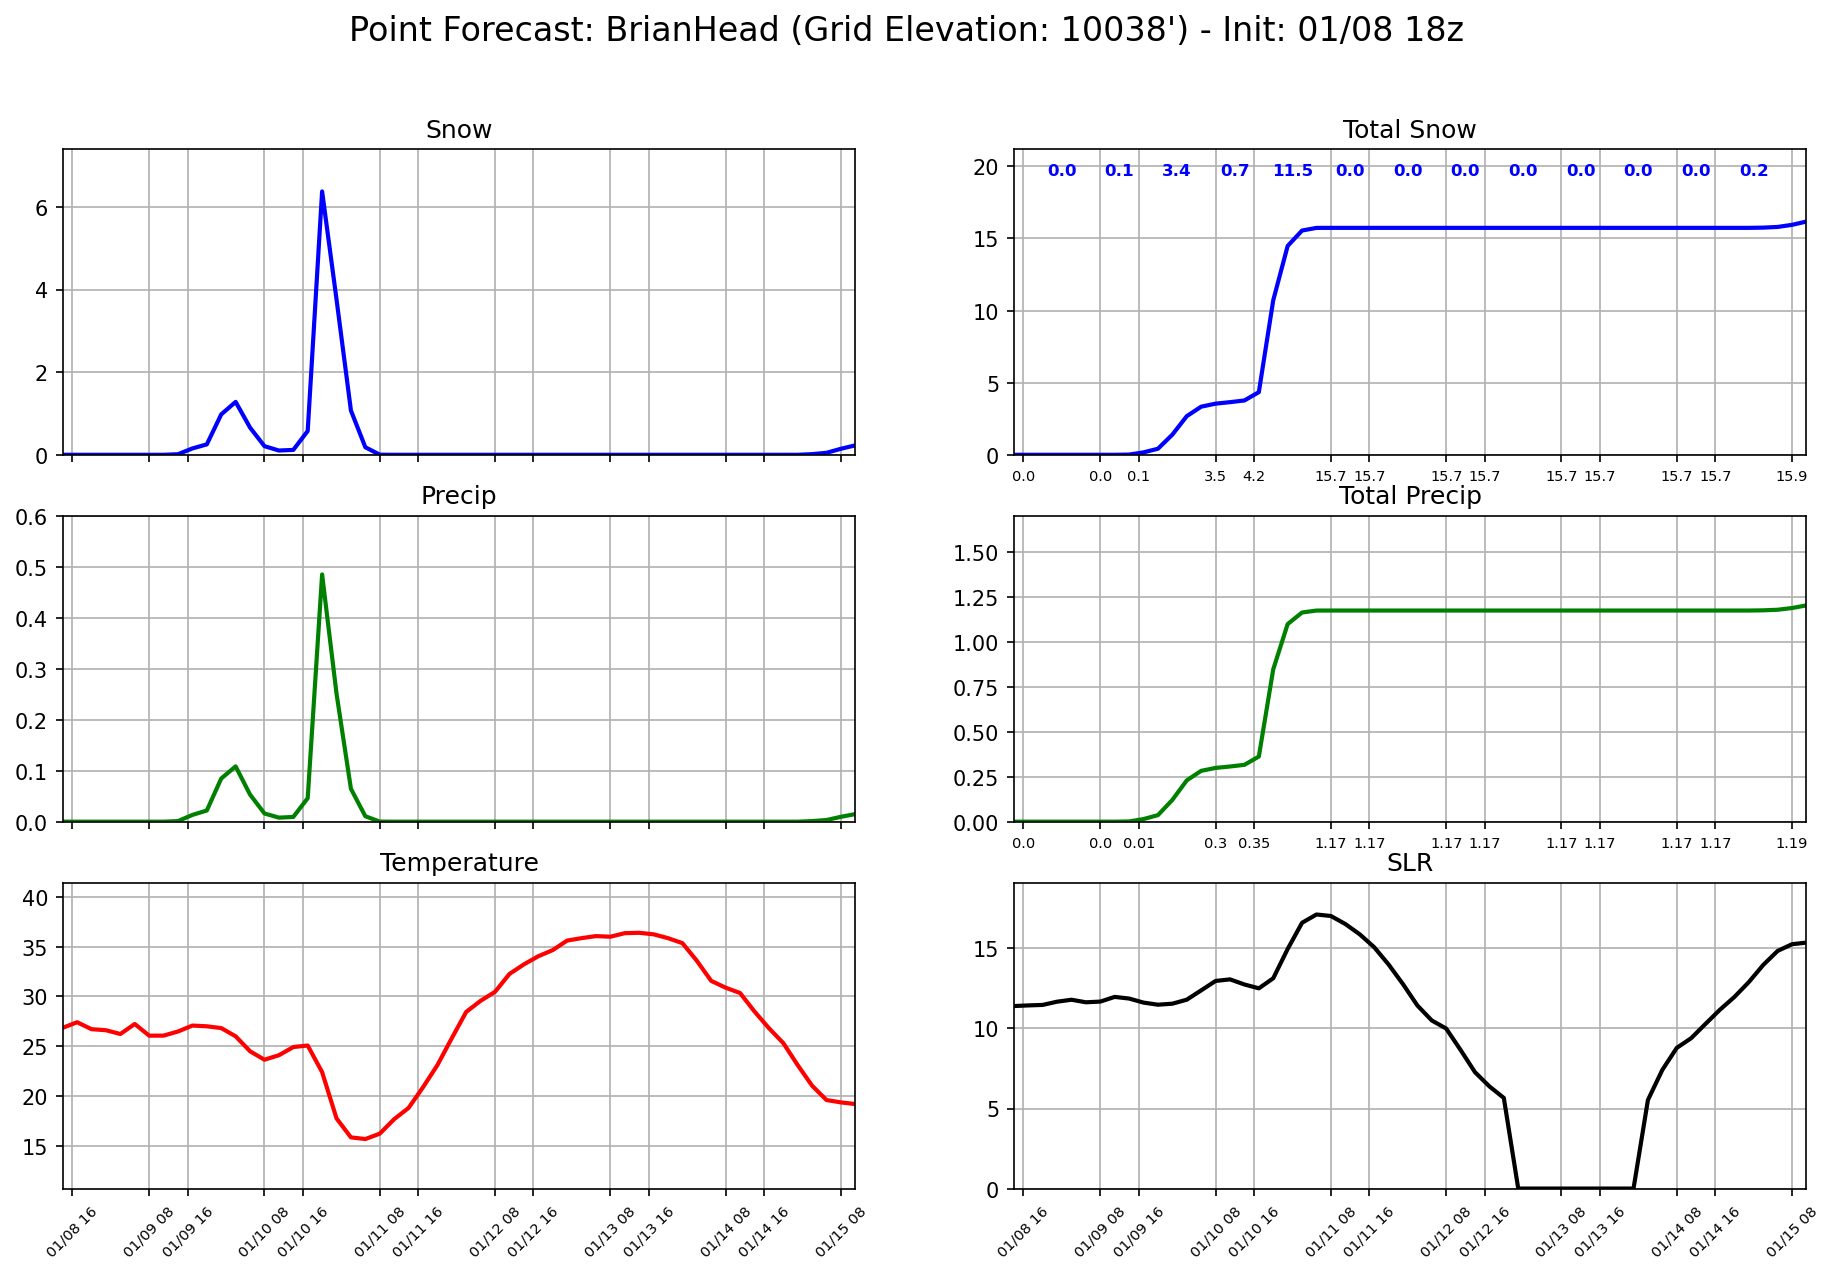 Point Forecast: BrianHead (Grid Elevation: 10038') - Init: 01/08 18z
Snow
6
4
2
0
Total Snow
20
15
10
5
0
0.0 0.1 3.4 0.7 11.5 0.0 0.0 0.0 0.0 0.0 0.0 0.0 0.2
0.0 0.0 0.1 3.5 4.2 15.7 15.7 15.7 15.7 15.7 15.7 15.7 15.7 15.9
Precip
0.6
0.5
0.4
0.3
0.2
0.1
0.0
Total Precip
1.50
1.25
1.00
0.75
0.50
0.25
0.00
0.0 0.0 0.01 0.3 0.35 1.17 1.17 1.17 1.17 1.17 1.17 1.17 1.17 1.19
Temperature
40
35
30
25
20
15
01/08 16 01/09 08 01/09 16 01/10 08 01/10 16 01/11 08 01/11 16 01/12 08 01/12 16 01/13 08 01/13 16 01/14 08 01/14 16 01/15 08
SLR
15
10
5
0
01/08 16 01/09 08 01/09 16 01/10 08 01/10 16 01/11 08 01/11 16 01/12 08 01/12 16 01/13 08 01/13 16 01/14 08 01/14 16 01/15 08